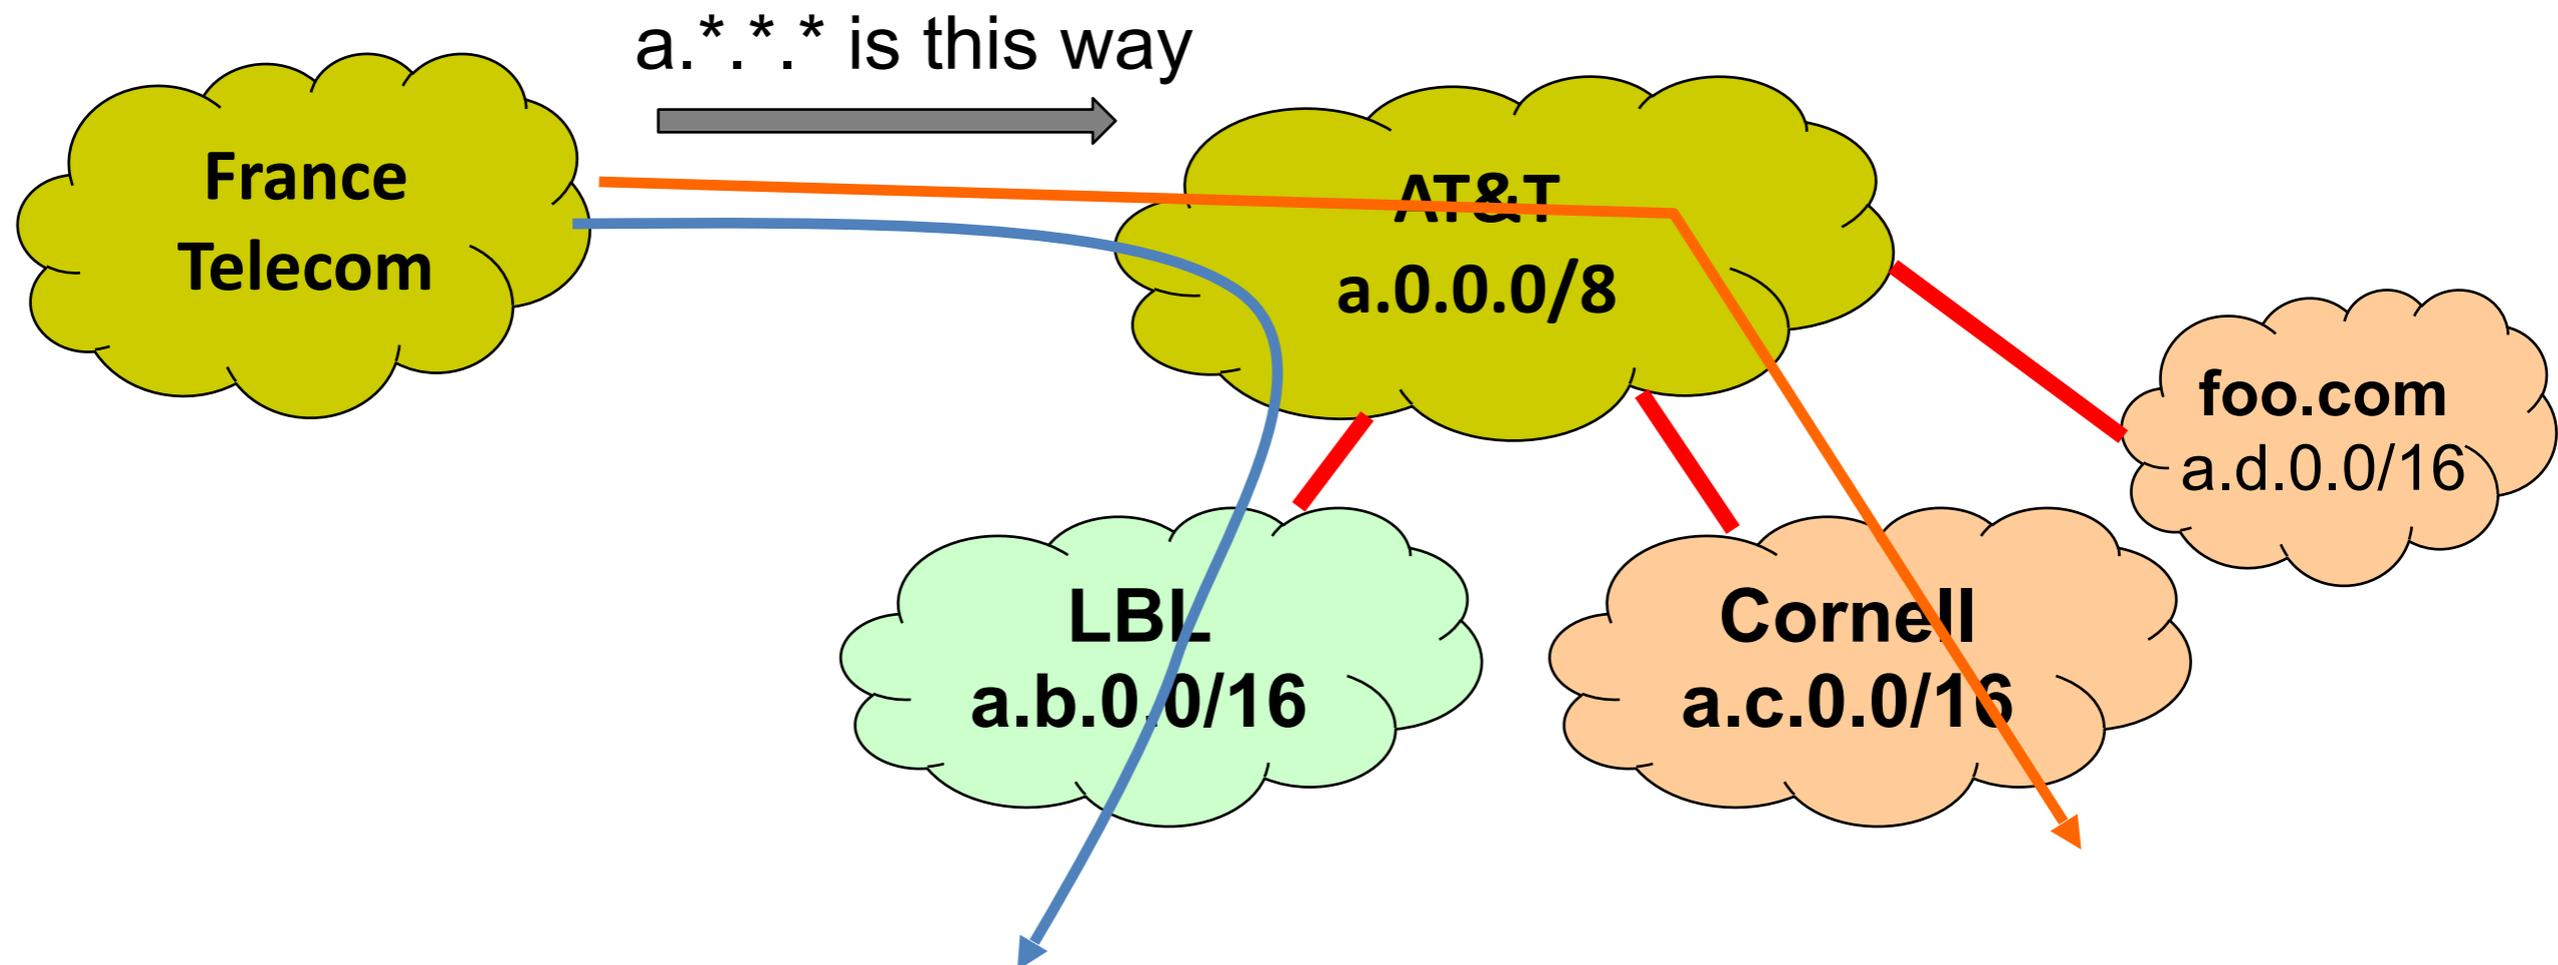 a.*.*.* is this way
France
Telecom
AT&T
a.0.0.0/8
foo.com
a.d.0.0/16
LBL
a.b.0.0/16
Cornell
a.c.0.0/16